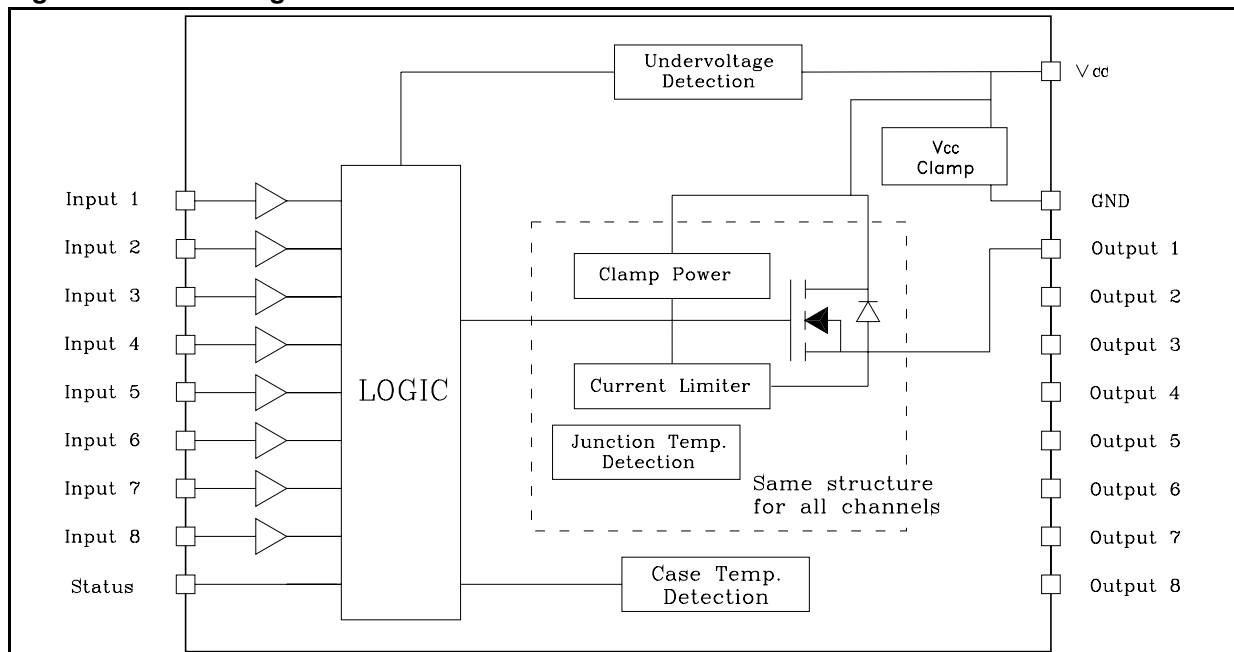 Undervoltage
Detection
Vcc
Vcc
Clamp
Input 1
GND
Input 2
Output 1
Clamp Power
Input 3
Output 2
Input 4
Output 3
LOGIC
Current Limiter
Input 5
Output 4
Input 6
Junction Temp.
Detection
Output 5
Input 7
Same structure
for all channels
Output 6
Input 8
Output 7
Status
Case Temp.
Detection
Output 8